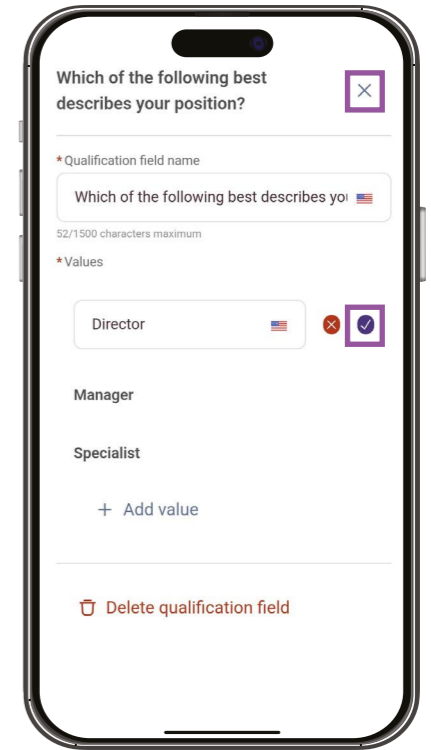 Which of the following best
describes your position?
*Qualification field name
Which of the following best describes you
52/1500 characters maximum
*Values
Director
Manager
Specialist
+ Add value
Delete qualification field